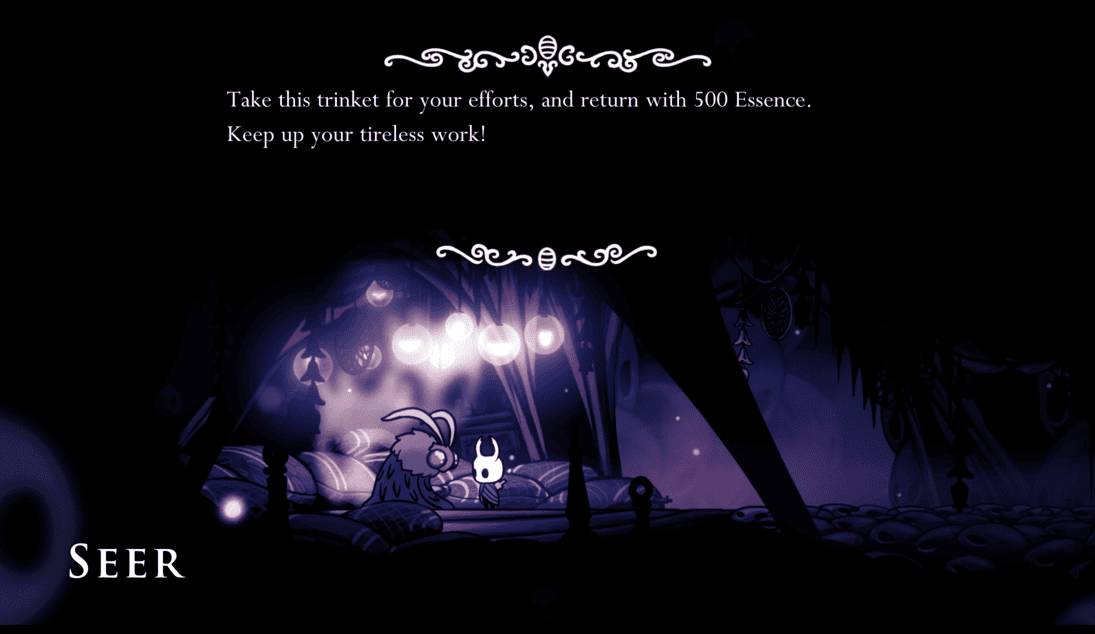 Take this trinket for your efforts, and return with 500 Essence.
Keep up your tireless work!
SEER